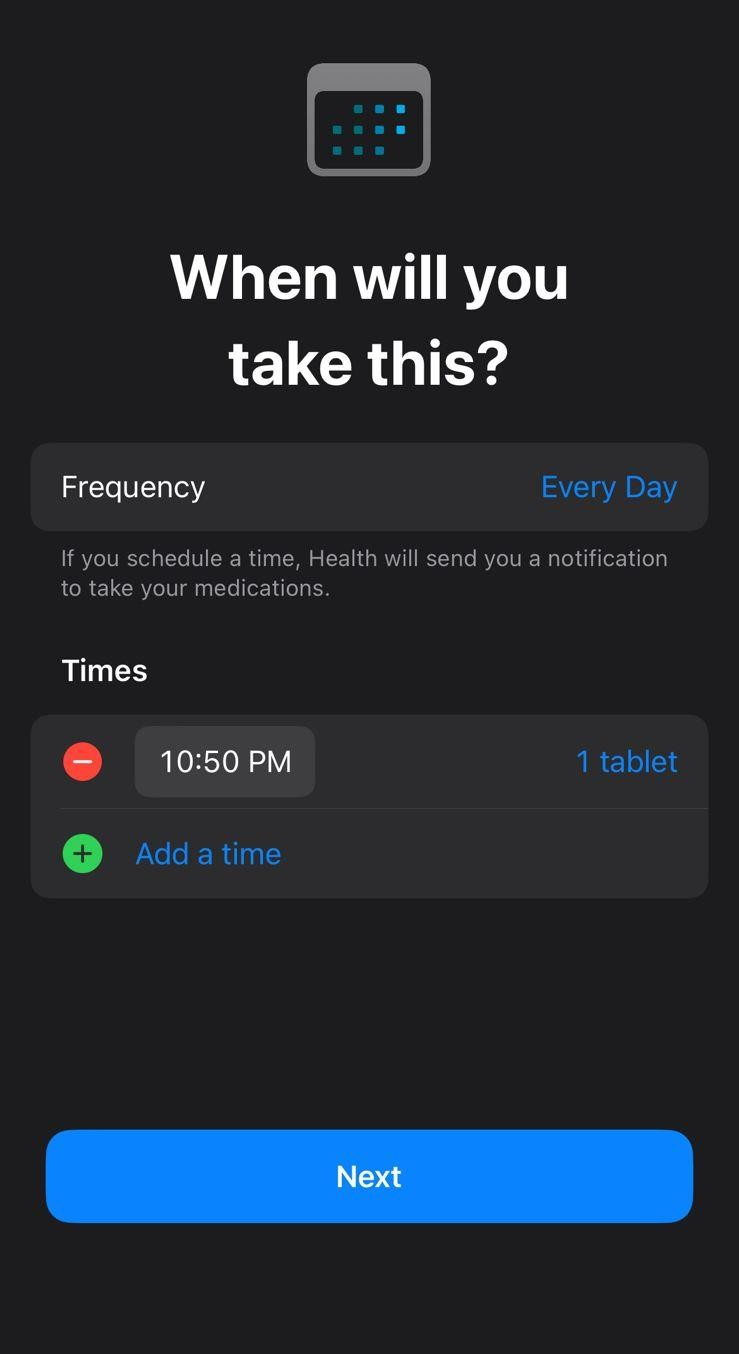 When will you
take this?
Frequency
Every Day
If you schedule a time, Health will send you a notification
to take your medications.
Times
10:50 PM
1 tablet
Add a time
Next